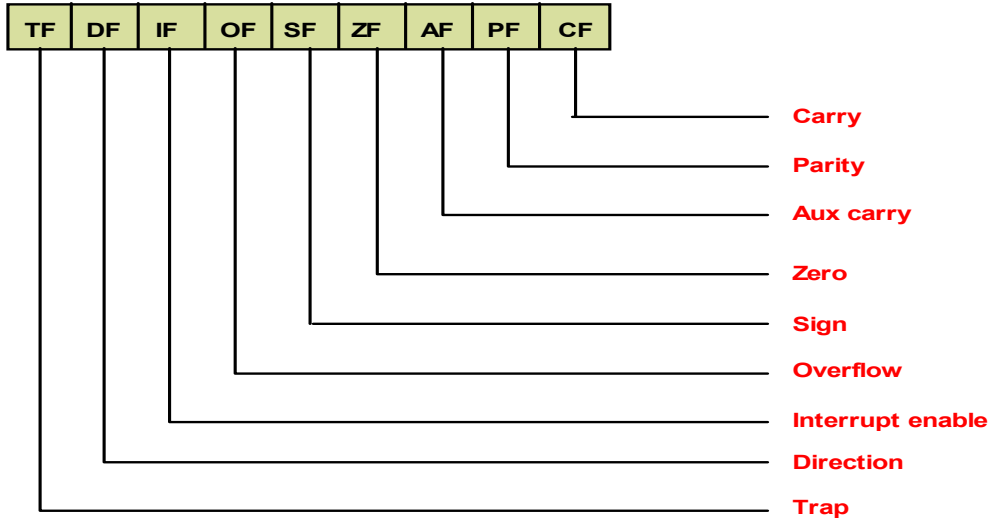 TF DF IF OF SF ZF AF PF CF
Carry
Parity
Aux carry
Zero
Sign
Overflow
Interrupt enable
Direction
Trap